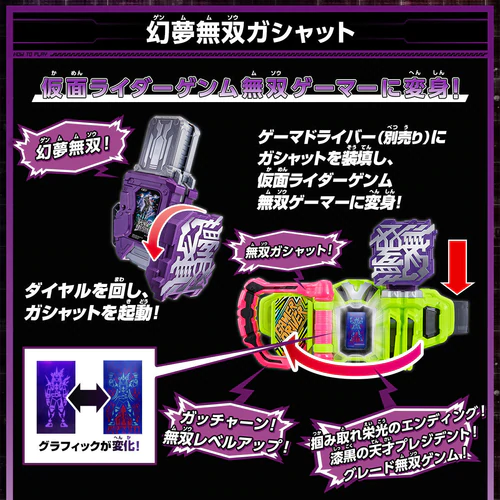 幻夢無双ガシャット
HOW TO PLAY
仮面ライダーゲンム無双ゲーマーに変身!
幻夢無双!
ゲーマドライバー(別売り)に
ガシャットを装填し、
仮面ライダーゲンム
無双ゲーマーに変身!
無双ガシャット!
ダイヤルを回し、
ガシャットを起動!
グラフィックが変化!
ガッチャーン!
無双レベルアップ!
掴み取れ栄光のエンディング!
漆黒の天才プレジデント!
グレード無双ゲンム!